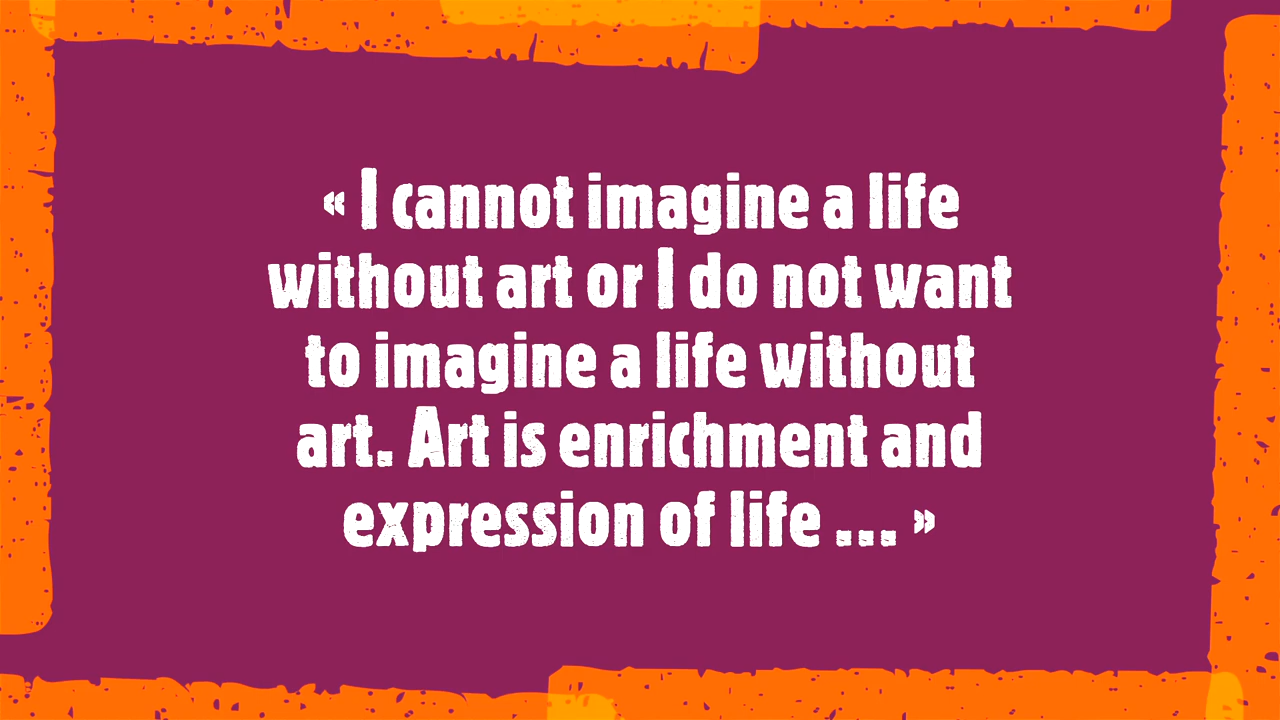 « I cannot imagine a life
without art or I do not want
to imagine a life without
art. Art is enrichment and
expression of life ... »